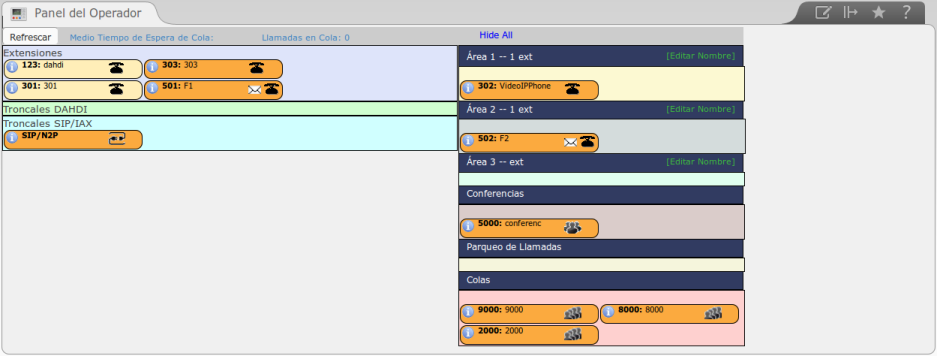 Panel del Operador
?
Refrescar Medio Tiempo de Espera de Cola: Llamadas en Cola: 0 Hide All
Extensiones
123: dahdi 303: 303
301: 301 501: F1
Troncales DAHDI
Troncales SIP/IAX
SIP/N2P
Área 1 -- 1 ext [Editar Nombre]
302: VideoIPPhone
Área 2 -- 1 ext [Editar Nombre]
502: F2
Área 3 -- ext [Editar Nombre]
Conferencias
5000: conferenc
Parqueo de Llamadas
Colas
9000: 9000 8000: 8000
2000: 2000